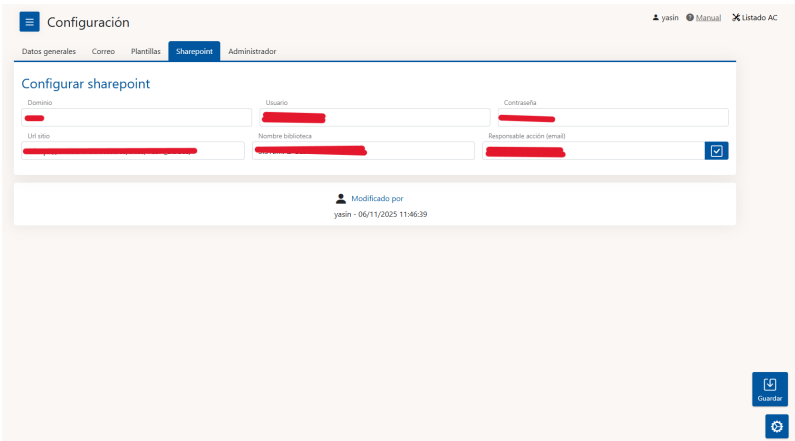 Configuración
yasin Manual Listado AC
Datos generales Correo Plantillas Sharepoint Administrador
Configurar sharepoint
Dominio Usuario Contraseña
Url sitio Nombre biblioteca Responsable acción (email)
Modificado por
yasin - 06/11/2025 11:46:39
Guardar